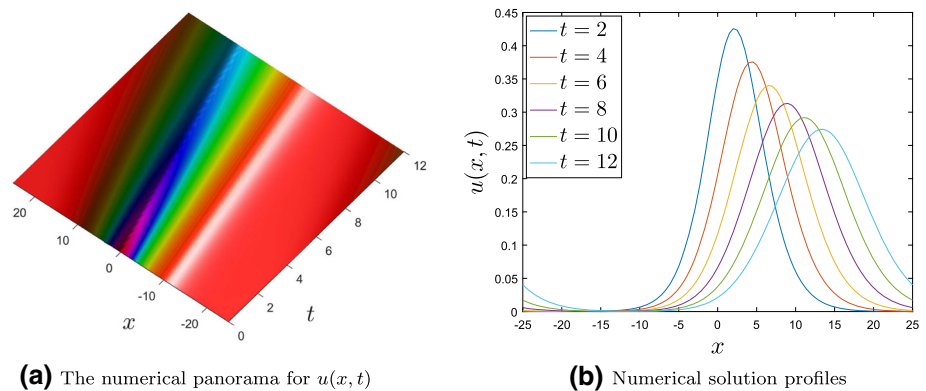 20
10
0
-10
-20
x
0
2
4
6
8
10
12
t
(a) The numerical panorama for u(x, t)
0.45
0.4
0.35
0.3
0.25
0.2
0.15
0.1
0.05
0
u(x, t)
t = 2
t = 4
t = 6
t = 8
t = 10
t = 12
-25 -20 -15 -10 -5 0 5 10 15 20 25
x
(b) Numerical solution profiles